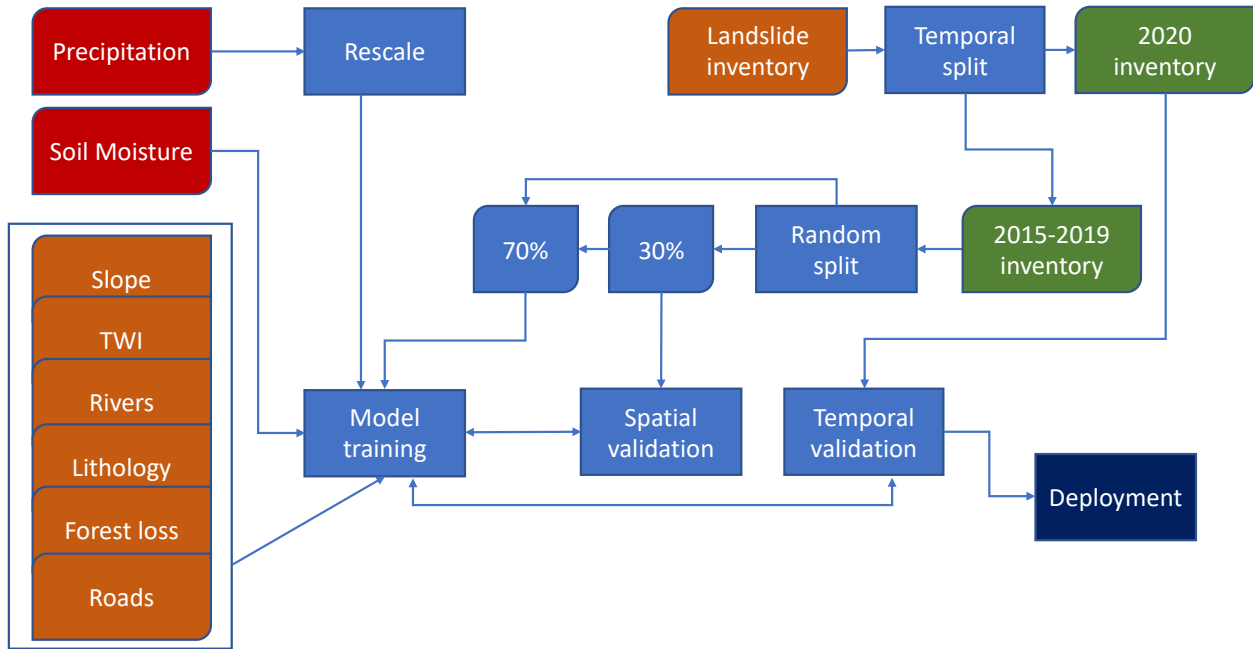 Precipitation
Rescale
Landslide
inventory
Temporal
split
2020
inventory
Soil Moisture
70%
30%
Random
split
2015-2019
inventory
Slope
TWI
Rivers
Lithology
Forest loss
Roads
Model
training
Spatial
validation
Temporal
validation
Deployment